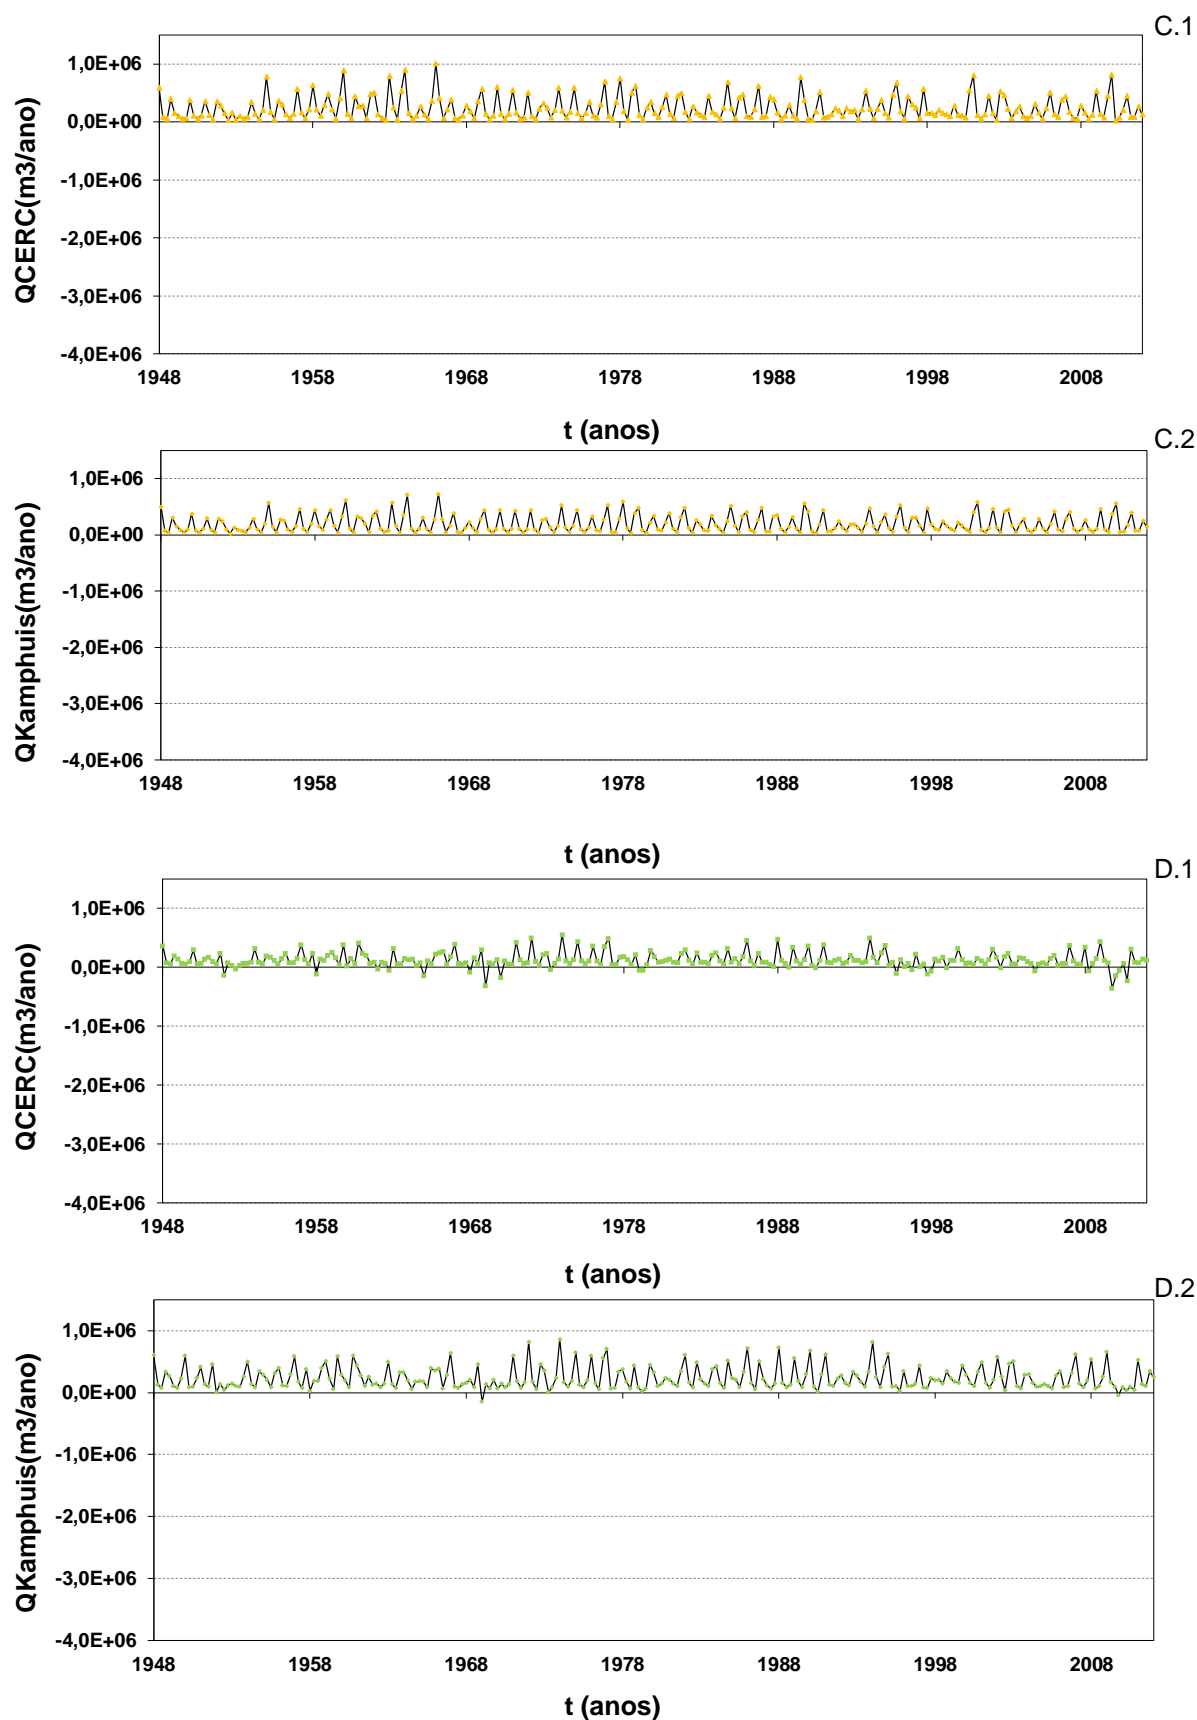 C.1
QCERC(m3/ano)
1,0E+06
0,0E+00
-1,0E+06
-2,0E+06
-3,0E+06
-4,0E+06
1948 1958 1968 1978 1988 1998 2008
t (anos)
C.2
QKamphuis(m3/ano)
1,0E+06
0,0E+00
-1,0E+06
-2,0E+06
-3,0E+06
-4,0E+06
1948 1958 1968 1978 1988 1998 2008
t (anos)
D.1
QCERC(m3/ano)
1,0E+06
0,0E+00
-1,0E+06
-2,0E+06
-3,0E+06
-4,0E+06
1948 1958 1968 1978 1988 1998 2008
t (anos)
D.2
QKamphuis(m3/ano)
1,0E+06
0,0E+00
-1,0E+06
-2,0E+06
-3,0E+06
-4,0E+06
1948 1958 1968 1978 1988 1998 2008
t (anos)